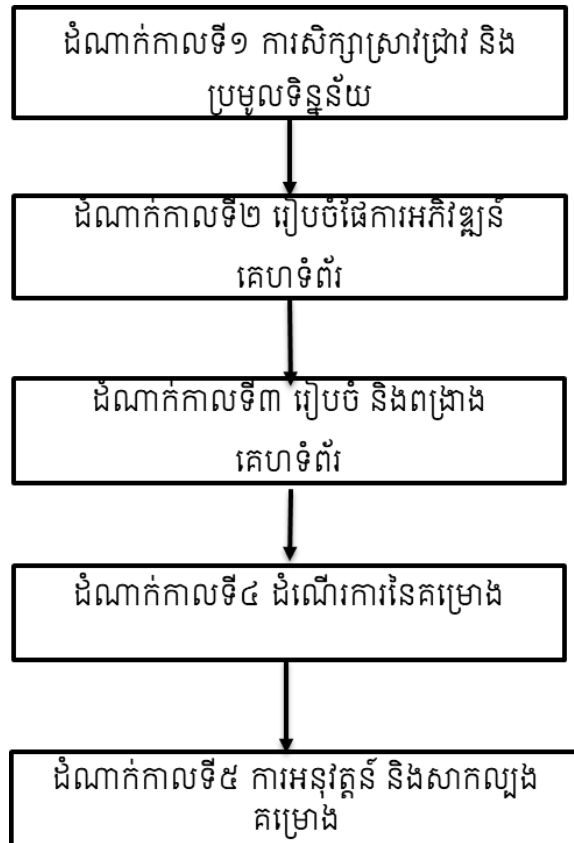 ដំណាក់កាលទី១ ការសិក្សាស្រាវជ្រាវ និង
ប្រមូលទិន្នន័យ
ដំណាក់កាលទី២ រៀបចំផែការអភិវឌ្ឍន៍
គេហទំព័រ
ដំណាក់កាលទី៣ រៀបចំ និងពង្រាង
គេហទំព័រ
ដំណាក់កាលទី៤ ដំណើរការនៃគម្រោង
ដំណាក់កាលទី៥ ការអនុវត្តន៍ និងសាកល្បង
គម្រោង